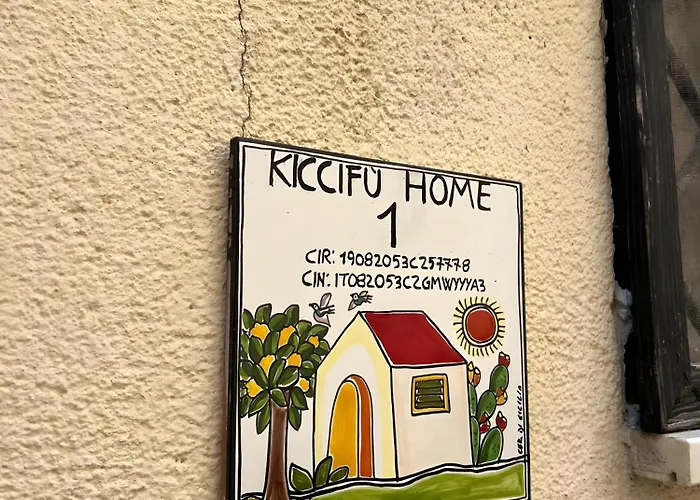 KICCIFÙ HOME
1
CIR: 19082053C257778
CIN: IT082053C2GMWYYYA3